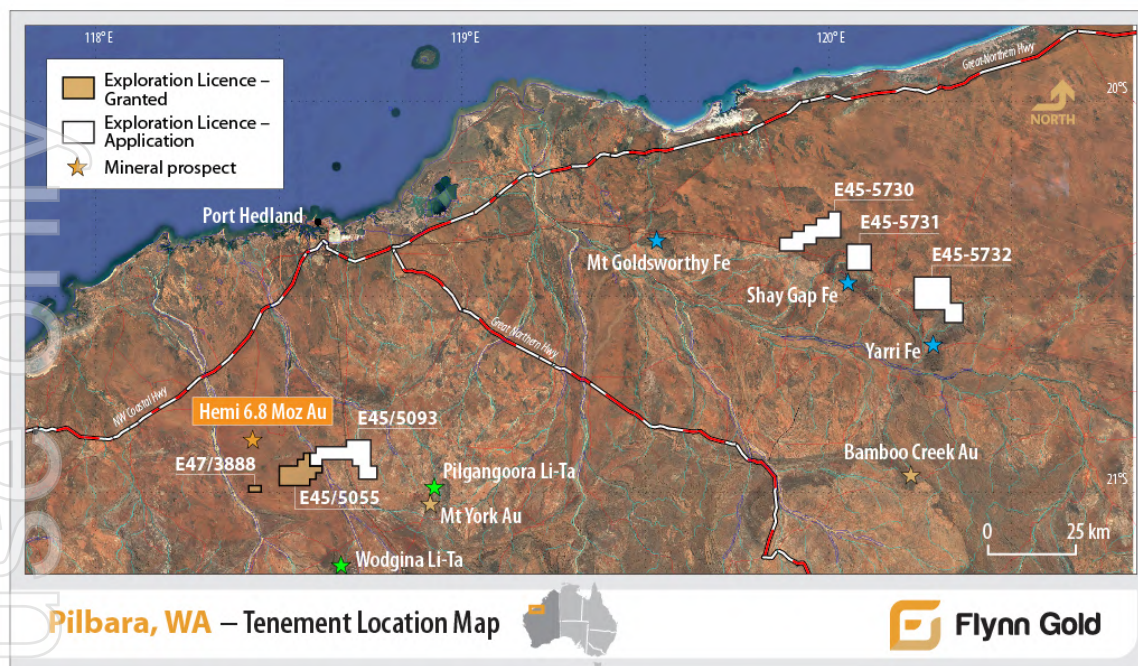 118° E
119° E
120° E
Exploration Licence –
Granted
Exploration Licence –
Application
Mineral prospect
Great Northern Hwy
20°S
NORTH
E45-5730
E45-5731
E45-5732
Port Hedland
Mt Goldsworthy Fe
Shay Gap Fe
Yarri Fe
Great Northern Hwy
NW Coastal Hwy
Hemi 6.8 Moz Au
E45/5093
E47/3888
E45/5055
Pilgangoora Li-Ta
Mt York Au
Bamboo Creek Au
21°S
0 25 km
Wodgina Li-Ta
Pilbara, WA – Tenement Location Map
Flynn Gold
use only